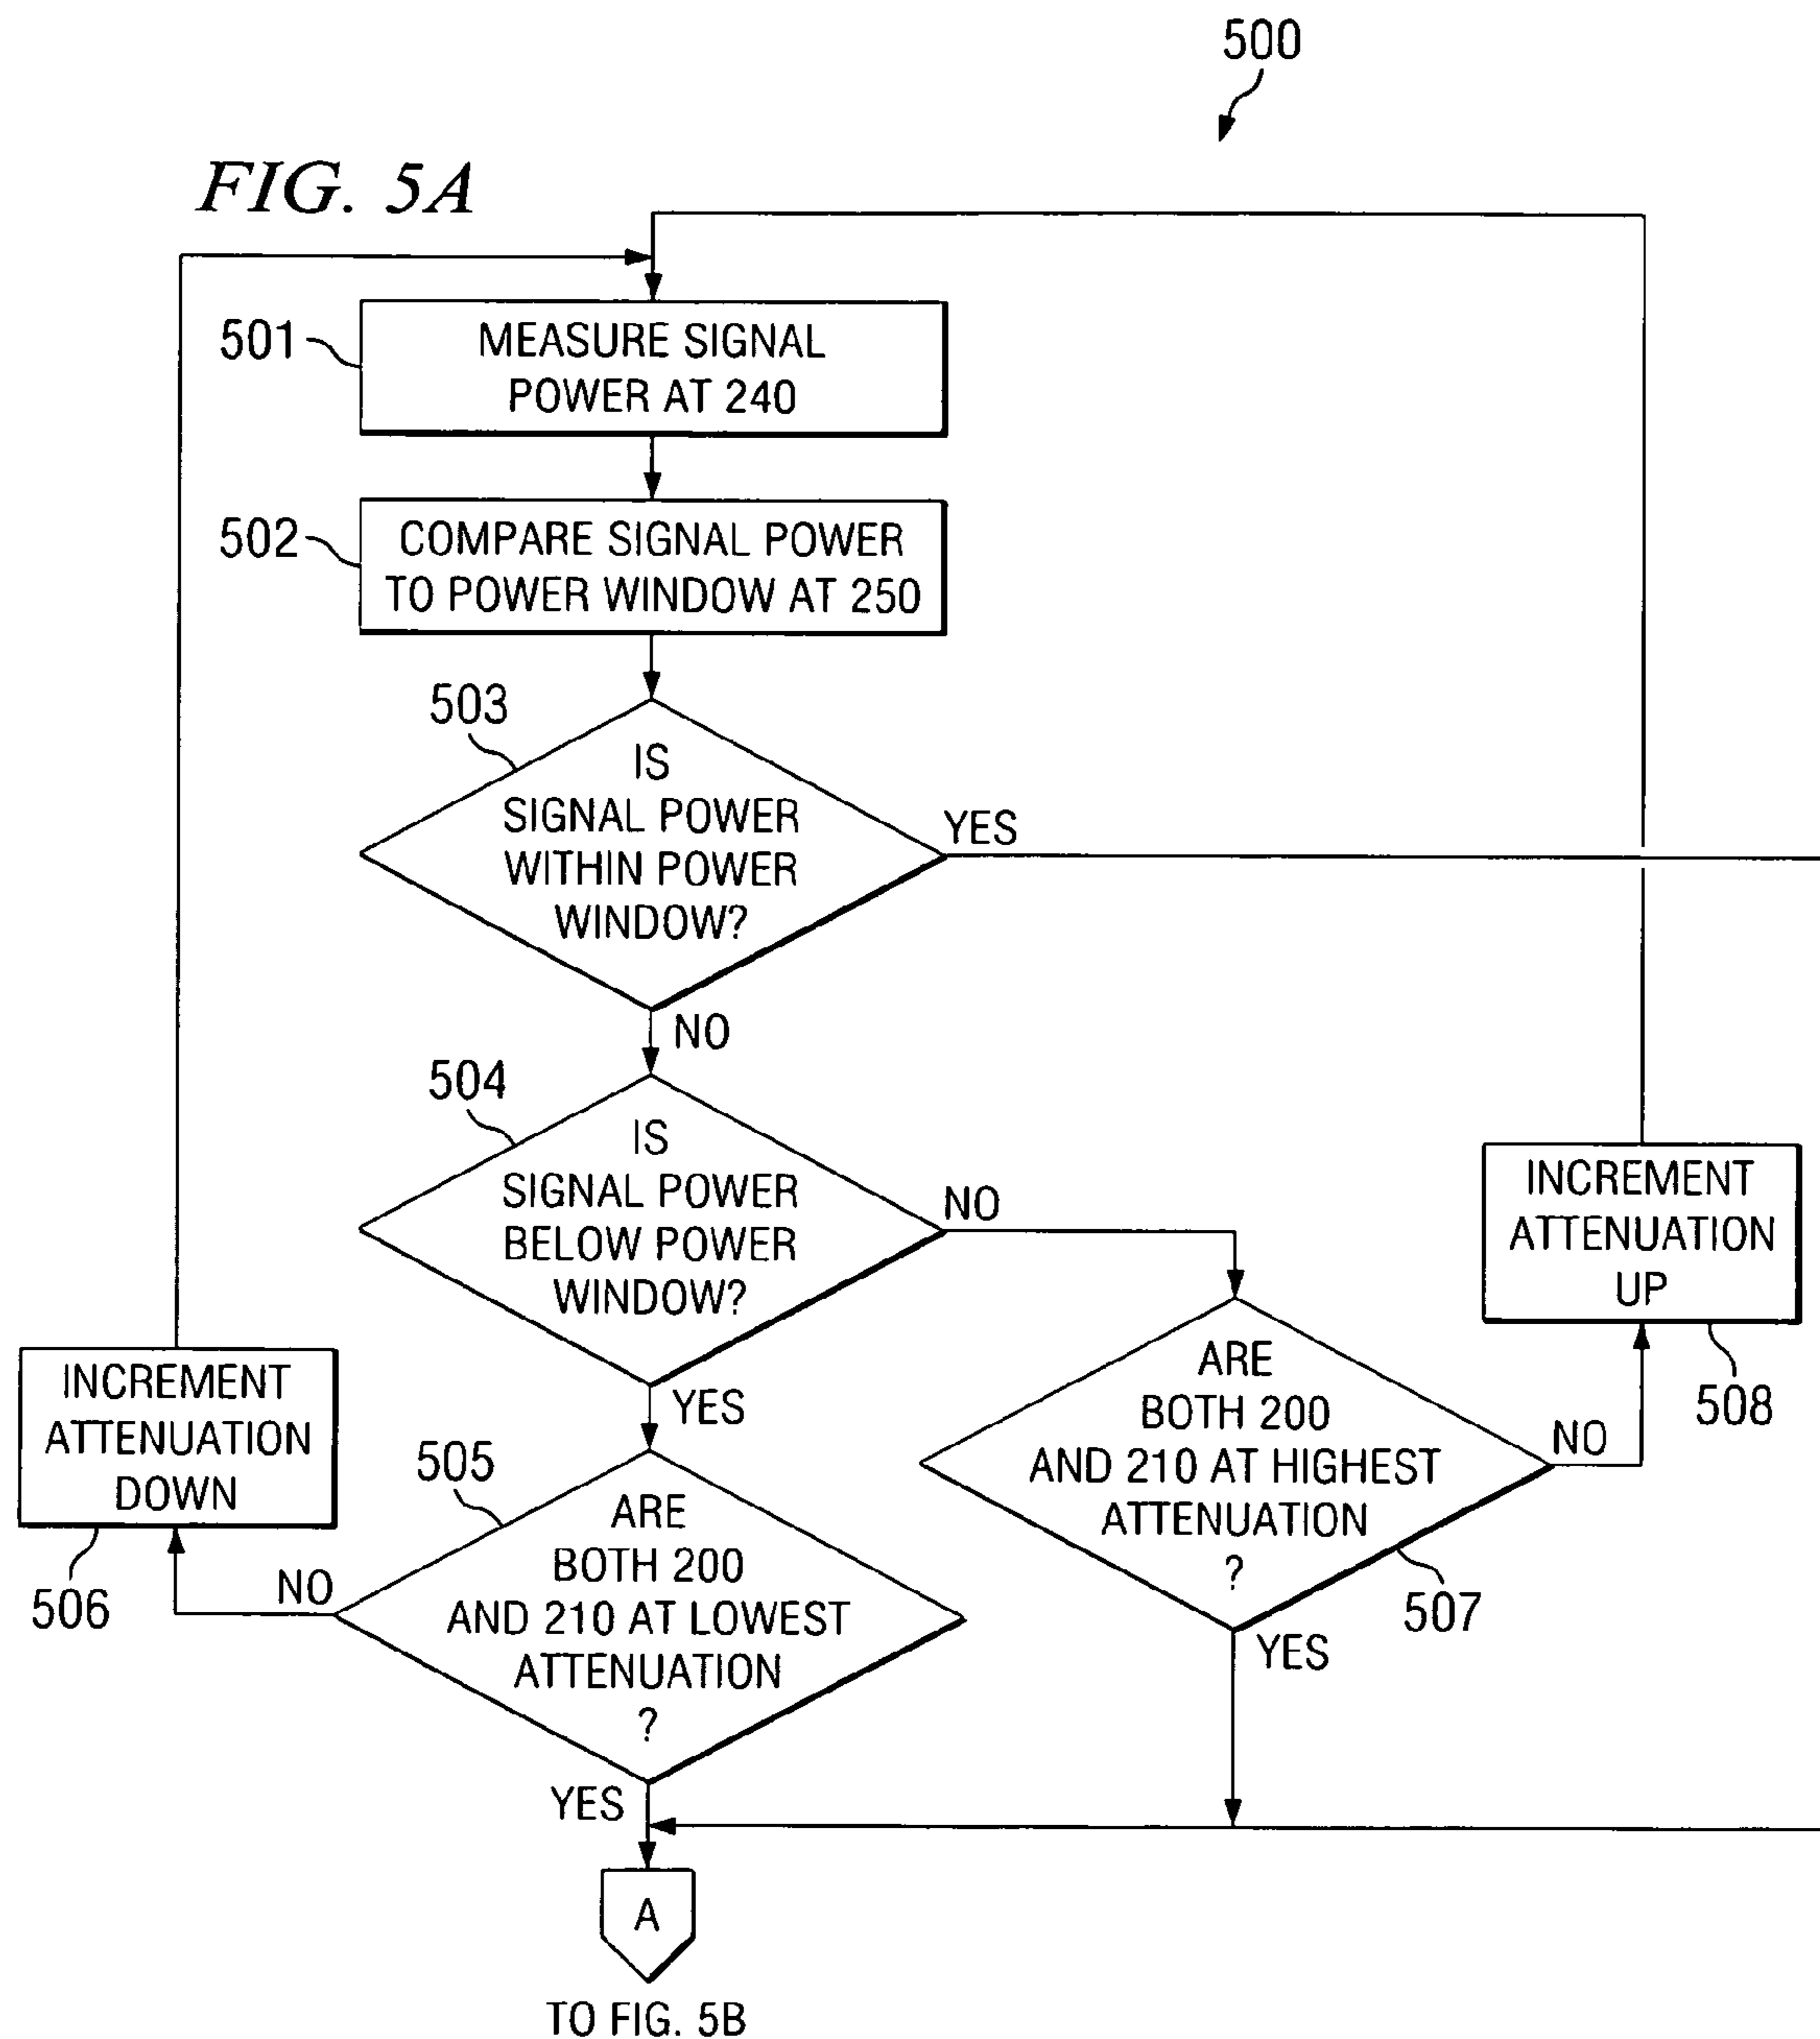 500
FIG. 5A
501
MEASURE SIGNAL
POWER AT 240
502
COMPARE SIGNAL POWER
TO POWER WINDOW AT 250
503
IS
SIGNAL POWER
WITHIN POWER
WINDOW?
YES
NO
504
IS
SIGNAL POWER
BELOW POWER
WINDOW?
NO
YES
INCREMENT
ATTENUATION
UP
508
INCREMENT
ATTENUATION
DOWN
506
505
ARE
BOTH 200
AND 210 AT LOWEST
ATTENUATION
?
NO
YES
ARE
BOTH 200
AND 210 AT HIGHEST
ATTENUATION
?
NO
507
YES
A
TO FIG. 5B